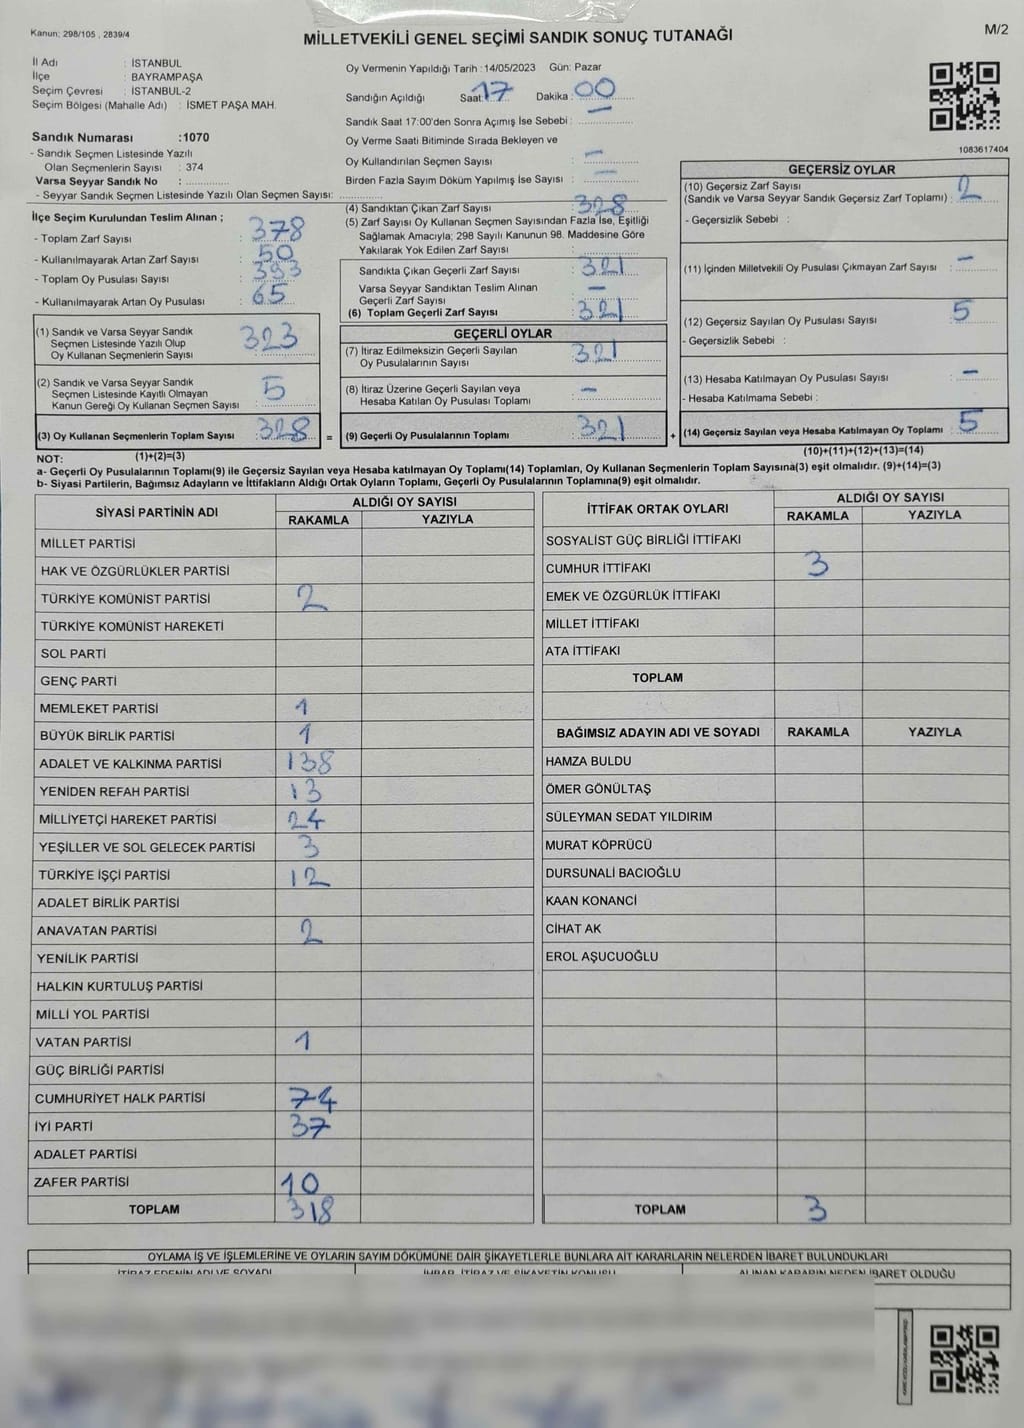 Kanun: 298/105 , 2839/4
MİLLETVEKİLİ GENEL SEÇİMİ SANDIK SONUÇ TUTANAĞI
M/2
İl Adı : İSTANBUL
İlçe : BAYRAMPAŞA
Seçim Çevresi : İSTANBUL-2
Seçim Bölgesi (Mahalle Adı) : İSMET PAŞA MAH.
Sandık Numarası :1070
- Sandık Seçmen Listesinde Yazılı
Olan Seçmenlerin Sayısı : 374
Varsa Seyyar Sandık No : ..............
- Seyyar Sandık Seçmen Listesinde Yazılı Olan Seçmen Sayısı: ..............
İlçe Seçim Kurulundan Teslim Alınan ;
- Toplam Zarf Sayısı : 378
- Kullanılmayarak Artan Zarf Sayısı : 50
- Toplam Oy Pusulası Sayısı : 393
- Kullanılmayarak Artan Oy Pusulası : 65
(1) Sandık ve Varsa Seyyar Sandık
Seçmen Listesinde Yazılı Olup
Oy Kullanan Seçmenlerin Sayısı : 323
(2) Sandık ve Varsa Seyyar Sandık
Seçmen Listesinde Kayıtlı Olmayan
Kanun Gereği Oy Kullanan Seçmen Sayısı : 5
(3) Oy Kullanan Seçmenlerin Toplam Sayısı : 328
Oy Vermenin Yapıldığı Tarih :14/05/2023 Gün: Pazar
Sandığın Açıldığı Saat: 17 Dakika : 00
Sandık Saat 17:00'den Sonra Açımış İse Sebebi : —
Oy Verme Saati Bitiminde Sırada Bekleyen ve
Oy Kullandırılan Seçmen Sayısı : —
Birden Fazla Sayım Döküm Yapılmış İse Sayısı : —
(4) Sandıktan Çıkan Zarf Sayısı : 328
(5) Zarf Sayısı Oy Kullanan Seçmen Sayısından Fazla İse, Eşitliği
Sağlamak Amacıyla; 298 Sayılı Kanunun 98. Maddesine Göre
Yakılarak Yok Edilen Zarf Sayısı :
Sandıkta Çıkan Geçerli Zarf Sayısı : 321
Varsa Seyyar Sandıktan Teslim Alınan
Geçerli Zarf Sayısı : —
(6) Toplam Geçerli Zarf Sayısı : 321
GEÇERLİ OYLAR
(7) İtiraz Edilmeksizin Geçerli Sayılan
Oy Pusulalarının Sayısı : 321
(8) İtiraz Üzerine Geçerli Sayılan veya
Hesaba Katılan Oy Pusulası Toplamı : —
= (9) Geçerli Oy Pusulalarının Toplamı : 321
1083617404
GEÇERSİZ OYLAR
(10) Geçersiz Zarf Sayısı
(Sandık ve Varsa Seyyar Sandık Geçersiz Zarf Toplamı) : 2
- Geçersizlik Sebebi :
(11) İçinden Milletvekili Oy Pusulası Çıkmayan Zarf Sayısı : —
(12) Geçersiz Sayılan Oy Pusulası Sayısı : 5
- Geçersizlik Sebebi :
(13) Hesaba Katılmayan Oy Pusulası Sayısı : —
- Hesaba Katılmama Sebebi :
+ (14) Geçersiz Sayılan veya Hesaba Katılmayan Oy Toplamı : 5
NOT: (1)+(2)=(3) (10)+(11)+(12)+(13)=(14)
a- Geçerli Oy Pusulalarının Toplamı(9) ile Geçersiz Sayılan veya Hesaba katılmayan Oy Toplamı(14) Toplamları, Oy Kullanan Seçmenlerin Toplam Sayısına(3) eşit olmalıdır. (9)+(14)=(3)
b- Siyasi Partilerin, Bağımsız Adayların ve İttifakların Aldığı Ortak Oyların Toplamı, Geçerli Oy Pusulalarının Toplamına(9) eşit olmalıdır.
SİYASİ PARTİNİN ADI ALDIĞI OY SAYISI
RAKAMLA YAZIYLA
MİLLET PARTİSİ
HAK VE ÖZGÜRLÜKLER PARTİSİ
TÜRKİYE KOMÜNİST PARTİSİ 2
TÜRKİYE KOMÜNİST HAREKETİ
SOL PARTİ
GENÇ PARTİ
MEMLEKET PARTİSİ 1
BÜYÜK BİRLİK PARTİSİ 1
ADALET VE KALKINMA PARTİSİ 138
YENİDEN REFAH PARTİSİ 13
MİLLİYETÇİ HAREKET PARTİSİ 24
YEŞİLLER VE SOL GELECEK PARTİSİ 3
TÜRKİYE İŞÇİ PARTİSİ 12
ADALET BİRLİK PARTİSİ
ANAVATAN PARTİSİ 2
YENİLİK PARTİSİ
HALKIN KURTULUŞ PARTİSİ
MİLLİ YOL PARTİSİ
VATAN PARTİSİ 1
GÜÇ BİRLİĞİ PARTİSİ
CUMHURİYET HALK PARTİSİ 74
İYİ PARTİ 37
ADALET PARTİSİ
ZAFER PARTİSİ 10
TOPLAM 318
İTTİFAK ORTAK OYLARI ALDIĞI OY SAYISI
RAKAMLA YAZIYLA
SOSYALİST GÜÇ BİRLİĞİ İTTİFAKI
CUMHUR İTTİFAKI 3
EMEK VE ÖZGÜRLÜK İTTİFAKI
MİLLET İTTİFAKI
ATA İTTİFAKI
TOPLAM
BAĞIMSIZ ADAYIN ADI VE SOYADI RAKAMLA YAZIYLA
HAMZA BULDU
ÖMER GÖNÜLTAŞ
SÜLEYMAN SEDAT YILDIRIM
MURAT KÖPRÜCÜ
DURSUNALİ BACIOĞLU
KAAN KONANCİ
CİHAT AK
EROL AŞUCUOĞLU
TOPLAM 3
OYLAMA İŞ VE İŞLEMLERİNE VE OYLARIN SAYIM DÖKÜMÜNE DAİR ŞİKAYETLERLE BUNLARA AİT KARARLARIN NELERDEN İBARET BULUNDUKLARI
İTİRAZ EDENİN ADI VE SOYADI İHBAR, İTİRAZ VE ŞİKAYETİN KONUSU ALINAN KARARIN NEDEN İBARET OLDUĞU